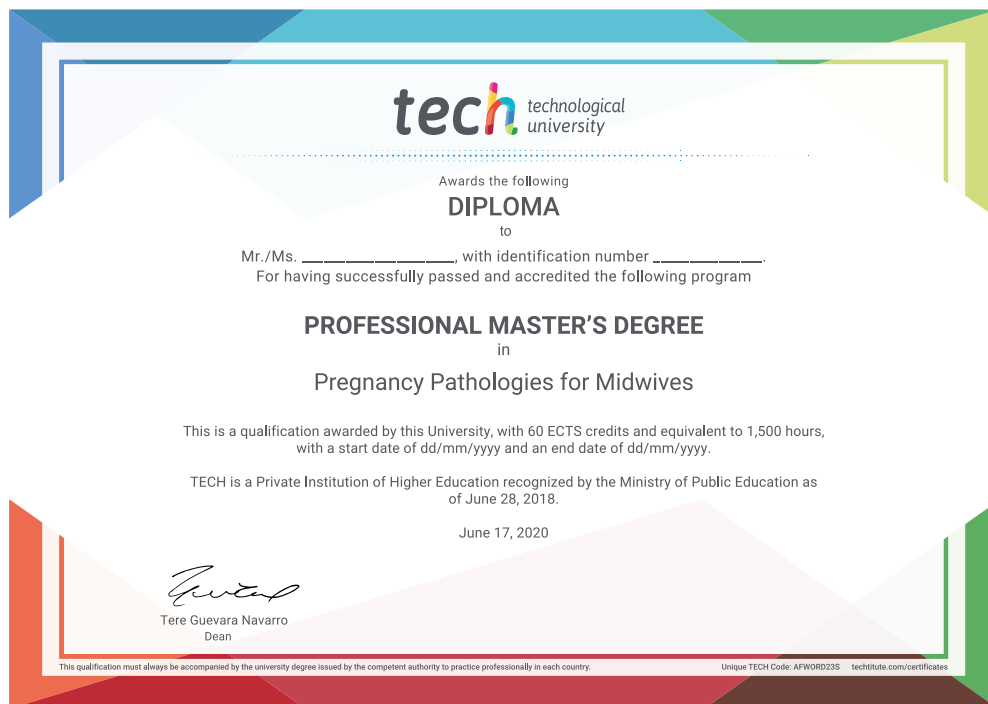 tech technological
university
Awards the following
DIPLOMA
to
Mr./Ms. _______________, with identification number ___________.
For having successfully passed and accredited the following program
PROFESSIONAL MASTER'S DEGREE
in
Pregnancy Pathologies for Midwives
This is a qualification awarded by this University, with 60 ECTS credits and equivalent to 1,500 hours,
with a start date of dd/mm/yyyy and an end date of dd/mm/yyyy.
TECH is a Private Institution of Higher Education recognized by the Ministry of Public Education as
of June 28, 2018.
June 17, 2020
Tere Guevara Navarro
Dean
This qualification must always be accompanied by the university degree issued by the competent authority to practice professionally in each country.
Unique TECH Code: AFWORD23S techtitute.com/certificates